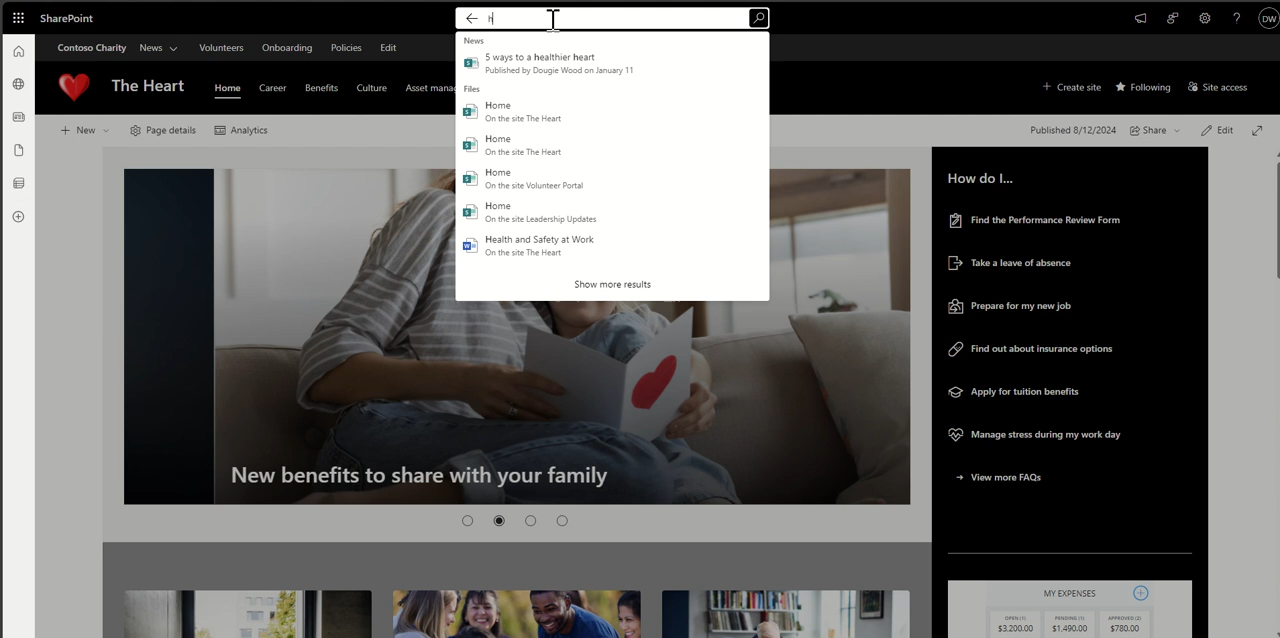 SharePoint
h
DW
Contoso Charity News Volunteers Onboarding Policies Edit
The Heart
Home Career Benefits Culture Asset mana
Create site Following Site access
New Page details Analytics
Published 8/12/2024 Share Edit
News
5 ways to a healthier heart
Published by Dougie Wood on January 11
Files
Home
On the site The Heart
Home
On the site The Heart
Home
On the site Volunteer Portal
Home
On the site Leadership Updates
Health and Safety at Work
On the site The Heart
Show more results
New benefits to share with your family
How do I...
Find the Performance Review Form
Take a leave of absence
Prepare for my new job
Find out about insurance options
Apply for tuition benefits
Manage stress during my work day
View more FAQs
MY EXPENSES
OPEN (1) PENDING (1) APPROVED (2)
$3,200.00 $1,490.00 $780.00